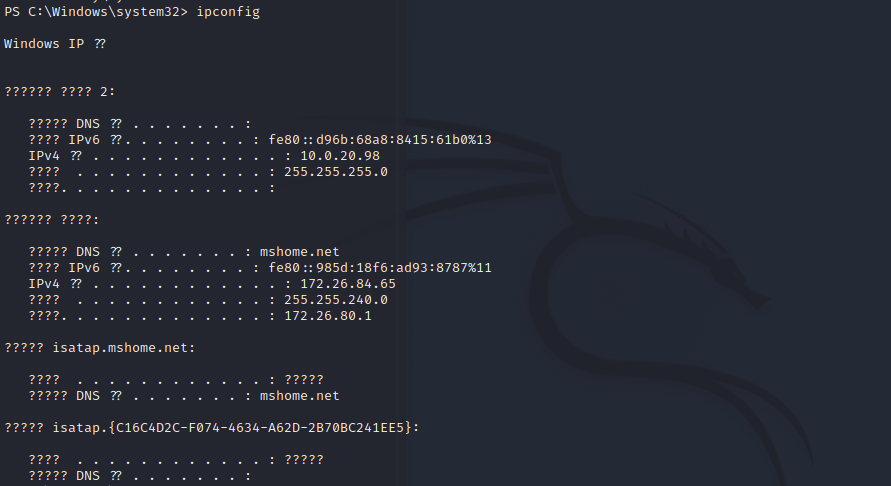 PS C:\Windows\system32> ipconfig
Windows IP ??
?????? ???? 2:
????? DNS ?? . . . . . . . :
???? IPv6 ??. . . . . . . . : fe80::d96b:68a8:8415:61b0%13
IPv4 ?? . . . . . . . . . . . . : 10.0.20.98
???? . . . . . . . . . . . . : 255.255.255.0
????. . . . . . . . . . . . . :
?????? ????:
????? DNS ?? . . . . . . . : mshome.net
???? IPv6 ??. . . . . . . . : fe80::985d:18f6:ad93:8787%11
IPv4 ?? . . . . . . . . . . . . : 172.26.84.65
???? . . . . . . . . . . . . : 255.255.240.0
????. . . . . . . . . . . . . : 172.26.80.1
????? isatap.mshome.net:
???? . . . . . . . . . . . . : ?????
????? DNS ?? . . . . . . . : mshome.net
????? isatap.{C16C4D2C-F074-4634-A62D-2B70BC241EE5}:
???? . . . . . . . . . . . . : ?????
????? DNS ?? . . . . . . . :